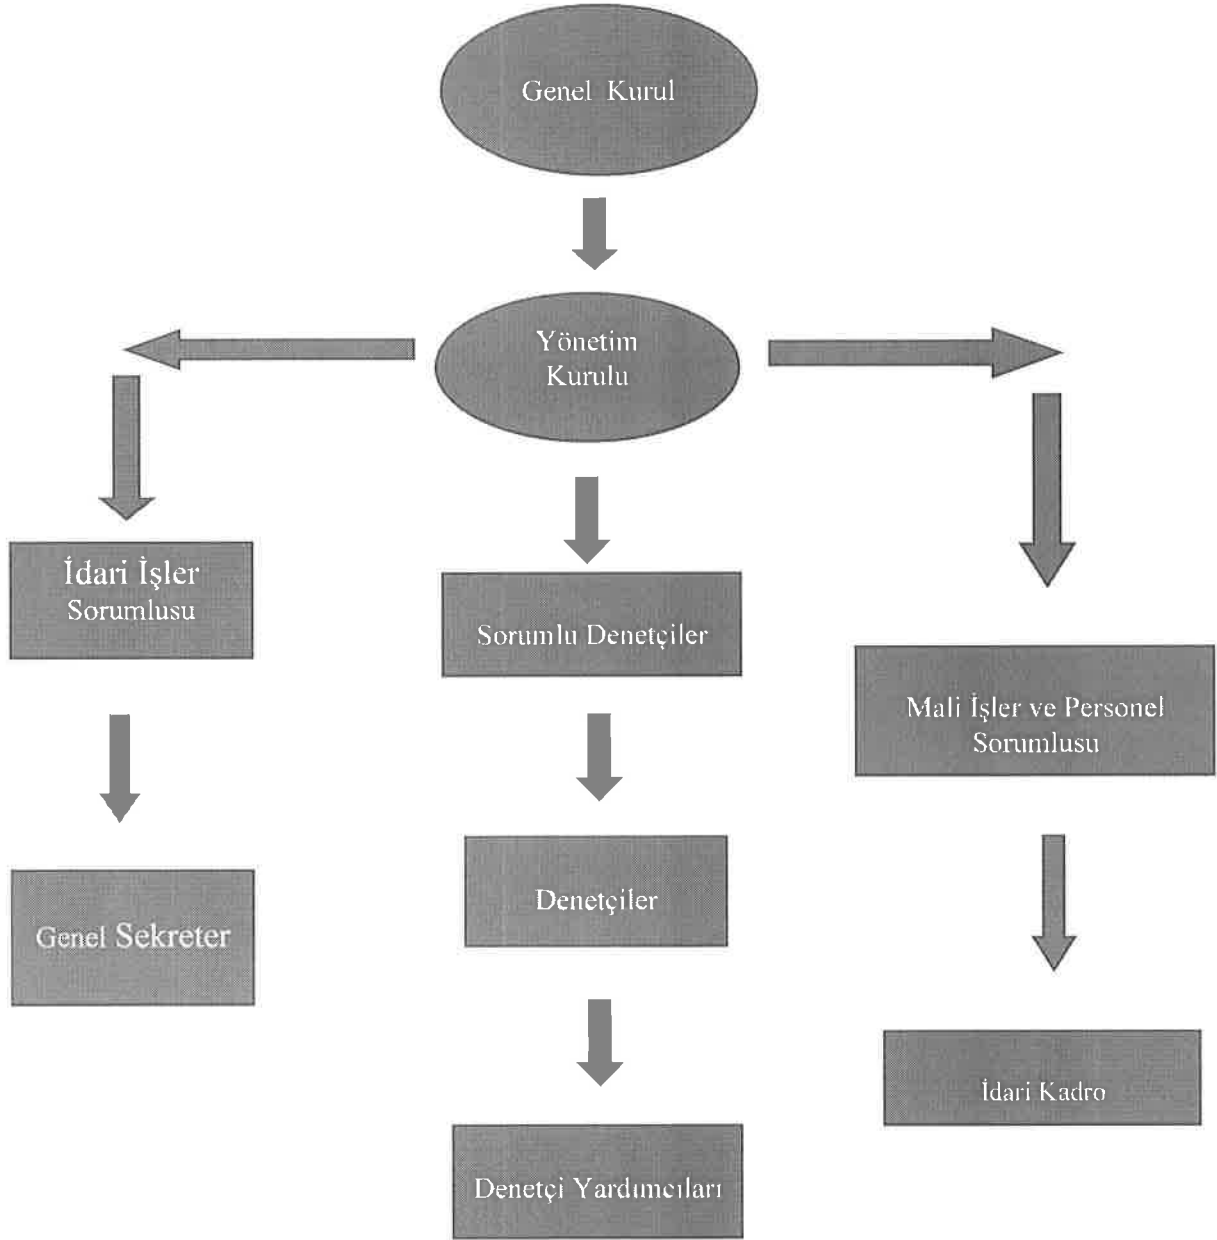 Genel Kurul
Yönetim
Kurulu
İdari İşler
Sorumlusu
Sorumlu Denetçiler
Mali İşler ve Personel
Sorumlusu
Genel Sekreter
Denetçiler
İdari Kadro
Denetçi Yardımcıları